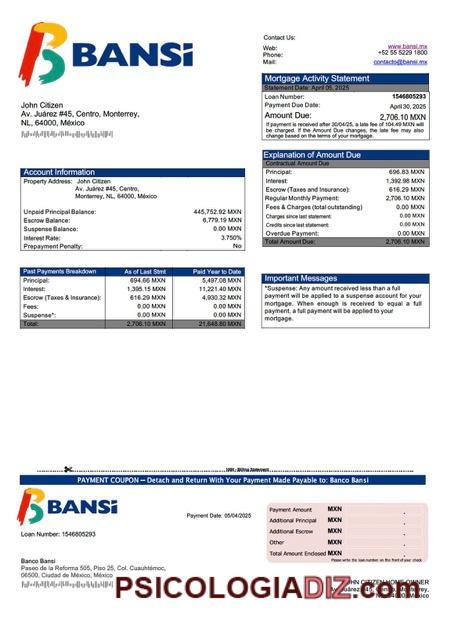 BANSi
Contact Us:
Web: www.bansi.mx
Phone: +52 55 5229 1800
Mail: contacto@bansi.mx
Mortgage Activity Statement
Statement Date: April 05, 2025
Loan Number: 1546805293
Payment Due Date: April 30, 2025
Amount Due: 2,706.10 MXN
If payment is received after 30/04/25, a late fee of 104.49 MXN will
be charged. If the Amount Due changes, the late fee may also
change based on the terms of your mortgage.
John Citizen
Av. Juárez #45, Centro, Monterrey,
NL, 64000, México
Explanation of Amount Due
Contractual Amount Due
Principal: 696.83 MXN
Interest: 1,392.98 MXN
Escrow (Taxes and Insurance): 616.29 MXN
Regular Monthly Payment: 2,706.10 MXN
Fees & Charges (total outstanding) 0.00 MXN
Charges since last statement: 0.00 MXN
Credits since last statement: 0.00 MXN
Overdue Payment: 0.00 MXN
Total Amount Due: 2,706.10 MXN
Account Information
Property Address: John Citizen
Av. Juárez #45, Centro,
Monterrey, NL, 64000, México
Unpaid Principal Balance: 445,752.92 MXN
Escrow Balance: 6,779.19 MXN
Suspense Balance: 0.00 MXN
Interest Rate: 3.750%
Prepayment Penalty: No
Past Payments Breakdown As of Last Stmt Paid Year to Date
Principal: 694.66 MXN 5,497.08 MXN
Interest: 1,395.15 MXN 11,221.40 MXN
Escrow (Taxes & Insurance): 616.29 MXN 4,930.32 MXN
Fees: 0.00 MXN 0.00 MXN
Suspense*: 0.00 MXN 0.00 MXN
Total: 2,706.10 MXN 21,648.80 MXN
Important Messages
*Suspense: Any amount received less than a full
payment will be applied to a suspense account for your
mortgage. When enough is received to equal a full
payment, a full payment will be applied to your
mortgage.
PAYMENT COUPON – Detach and Return With Your Payment Made Payable to: Banco Bansi
BANSi
Payment Date: 05/04/2025
Loan Number: 1546805293
Payment Amount MXN
Additional Principal MXN
Additional Escrow MXN
Other MXN
Total Amount Enclosed MXN
Please write your loan number on the front of your check
Banco Bansi
Paseo de la Reforma 505, Piso 25, Col. Cuauhtémoc,
06500, Ciudad de México, México
JOHN CITIZEN HOME OWNER
PSICOLOGIADIZ.com